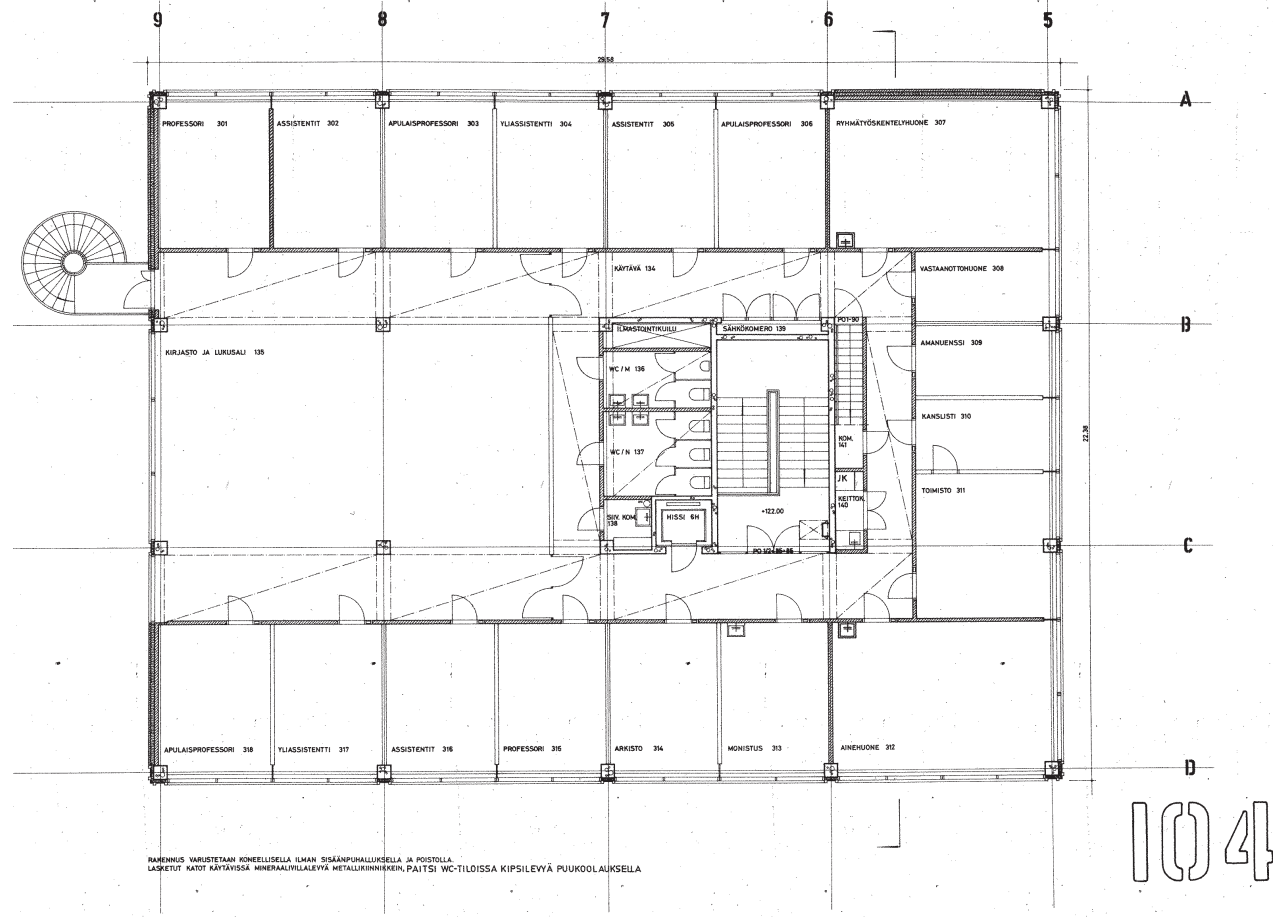 9 8 7 6 5
29.58
A
PROFESSORI 301
ASSISTENTIT 302
APULAISPROFESSORI 303
YLIASSISTENTTI 304
ASSISTENTIT 305
APULAISPROFESSORI 306
RYHMÄTYÖSKENTELYHUONE 307
KÄYTÄVÄ 134
VASTAANOTTOHUONE 308
B
ILMASTOINTIKUILU
SÄHKÖKOMERO 139
PO1-90
KIRJASTO JA LUKUSALI 135
AMANUENSSI 309
WC / M 136
KANSLISTI 310
22.38
KOM.
141
WC / N 137
JK
TOIMISTO 311
KEITTOK.
140
SIIV. KOM.
138
HISSI 6H
+122.00
C
APULAISPROFESSORI 318
YLIASSISTENTTI 317
ASSISTENTIT 316
PROFESSORI 315
ARKISTO 314
MONISTUS 313
AINEHUONE 312
D
104
RAKENNUS VARUSTETAAN KONEELLISELLA ILMAN SISÄÄNPUHALLUKSELLA JA POISTOLLA.
LASKETUT KATOT KÄYTÄVISSÄ MINERAALIVILLALEVYÄ METALLIKIINNIKKEIN, PAITSI WC-TILOISSA KIPSILEVYÄ PUUKOOLAUKSELLA